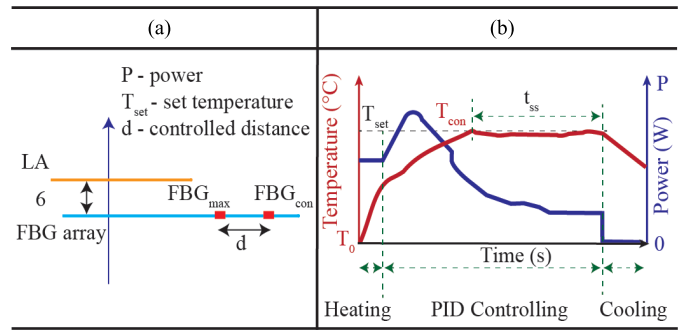 (a)
(b)
P - power
T_set - set temperature
d - controlled distance
LA
6
FBG_max
FBG_con
FBG array
d
Temperature (°C)
T_set
T_con
t_ss
P
Power (W)
T_0
0
Time (s)
Heating
PID Controlling
Cooling